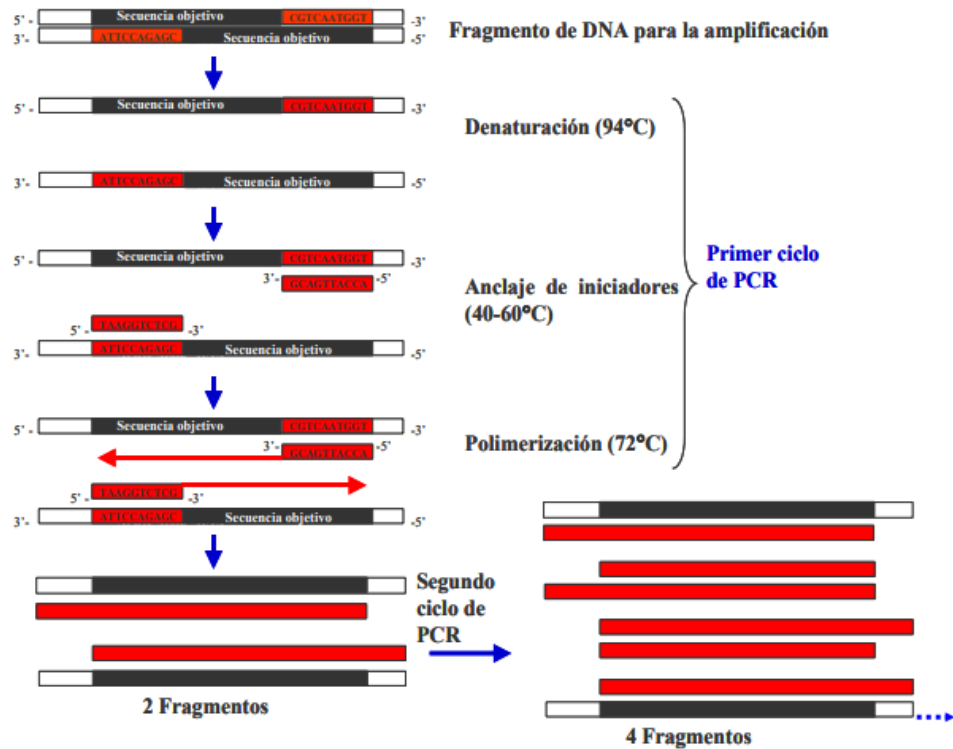 5' - Secuencia objetivo CGTCAATGGT -3'
3'- ATTCCAGAGC Secuencia objetivo -5'
Fragmento de DNA para la amplificación
5' - Secuencia objetivo CGTCAATGGT -3'
Denaturación (94°C)
3'- ATTCCAGAGC Secuencia objetivo -5'
5' - Secuencia objetivo CGTCAATGGT -3'
3'- GCAGTTACCA -5'
Anclaje de iniciadores
(40-60°C)
Primer ciclo
de PCR
5' - TAAGGTCTCG -3'
3'- ATTCCAGAGC Secuencia objetivo -5'
5' - Secuencia objetivo CGTCAATGGT -3'
3'- GCAGTTACCA -5'
Polimerización (72°C)
5' - TAAGGTCTCG -3'
3'- ATTCCAGAGC Secuencia objetivo -5'
Segundo
ciclo de
PCR
2 Fragmentos
4 Fragmentos